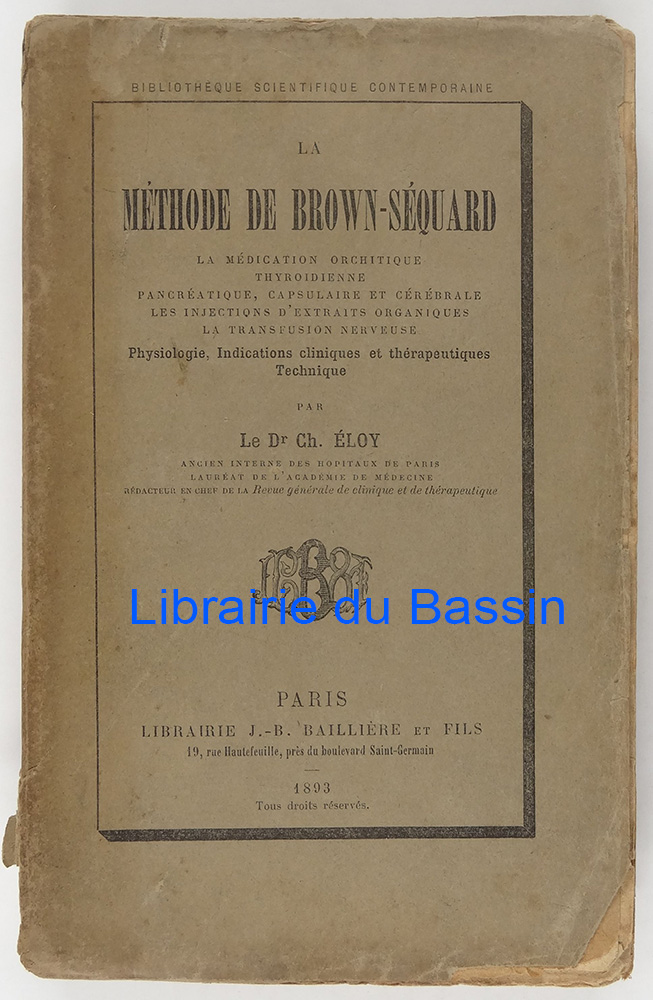 BIBLIOTHÈQUE SCIENTIFIQUE CONTEMPORAINE
LA
MÉTHODE DE BROWN-SÉQUARD
LA MÉDICATION ORCHITIQUE
THYROIDIENNE
PANCRÉATIQUE, CAPSULAIRE ET CÉRÉBRALE
LES INJECTIONS D'EXTRAITS ORGANIQUES
LA TRANSFUSION NERVEUSE
Physiologie, Indications cliniques et thérapeutiques
Technique
PAR
Le Dr Ch. ÉLOY
ANCIEN INTERNE DES HOPITAUX DE PARIS
LAURÉAT DE L'ACADÉMIE DE MÉDECINE
RÉDACTEUR EN CHEF DE LA Revue générale de clinique et de thérapeutique
Librairie du Bassin
PARIS
LIBRAIRIE J.-B. BAILLIÈRE ET FILS
19, rue Hautefeuille, près du boulevard Saint-Germain
1893
Tous droits réservés.